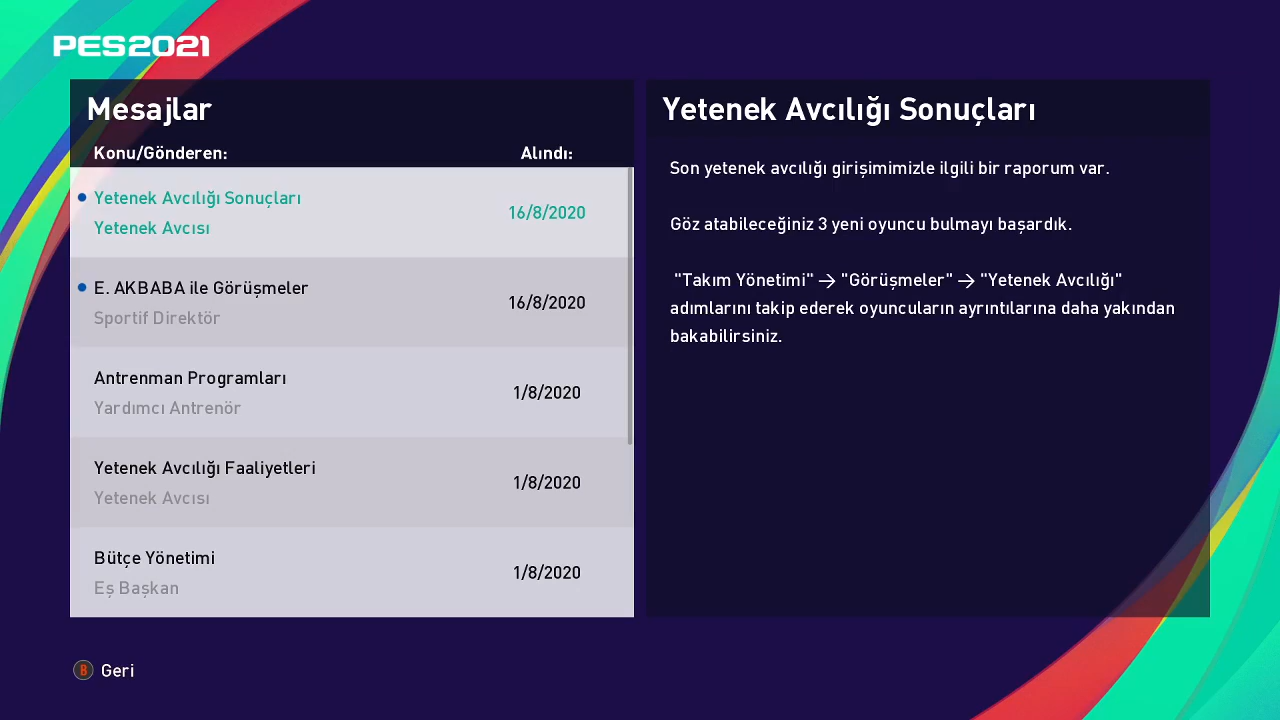 PES2021
Mesajlar
Konu/Gönderen: Alındı:
Yetenek Avcılığı Sonuçları
Yetenek Avcısı
16/8/2020
E. AKBABA ile Görüşmeler
Sportif Direktör
16/8/2020
Antrenman Programları
Yardımcı Antrenör
1/8/2020
Yetenek Avcılığı Faaliyetleri
Yetenek Avcısı
1/8/2020
Bütçe Yönetimi
Eş Başkan
1/8/2020
Yetenek Avcılığı Sonuçları
Son yetenek avcılığı girişimimizle ilgili bir raporum var.
Göz atabileceğiniz 3 yeni oyuncu bulmayı başardık.
"Takım Yönetimi" → "Görüşmeler" → "Yetenek Avcılığı"
adımlarını takip ederek oyuncuların ayrıntılarına daha yakından
bakabilirsiniz.
B Geri